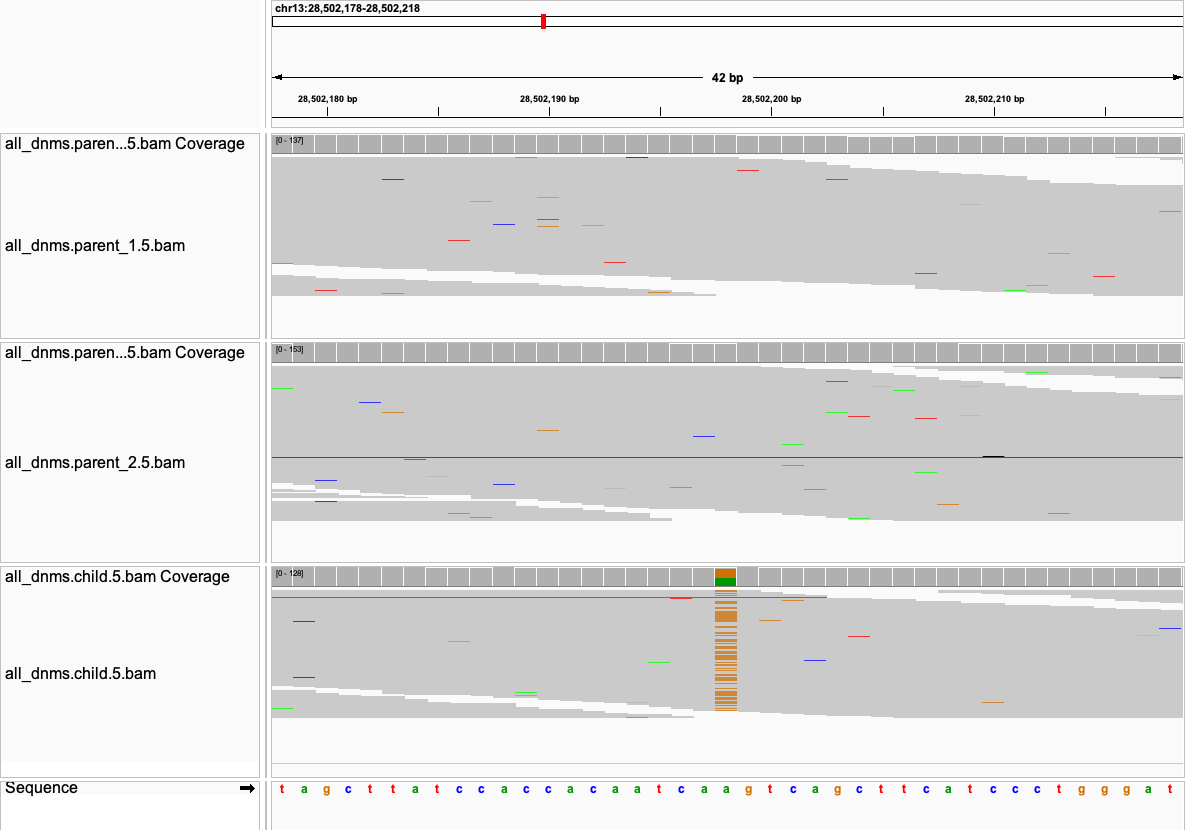 chr13:28,502,178-28,502,218
42 bp
28,502,180 bp 28,502,190 bp 28,502,200 bp 28,502,210 bp
all_dnms.paren...5.bam Coverage
[0 - 137]
all_dnms.parent_1.5.bam
all_dnms.paren...5.bam Coverage
[0 - 153]
all_dnms.parent_2.5.bam
all_dnms.child.5.bam Coverage
[0 - 128]
all_dnms.child.5.bam
Sequence
t a g c t t a t c c a c c a c a a t c a a g t c a g c t t c a t c c c t g g g a t